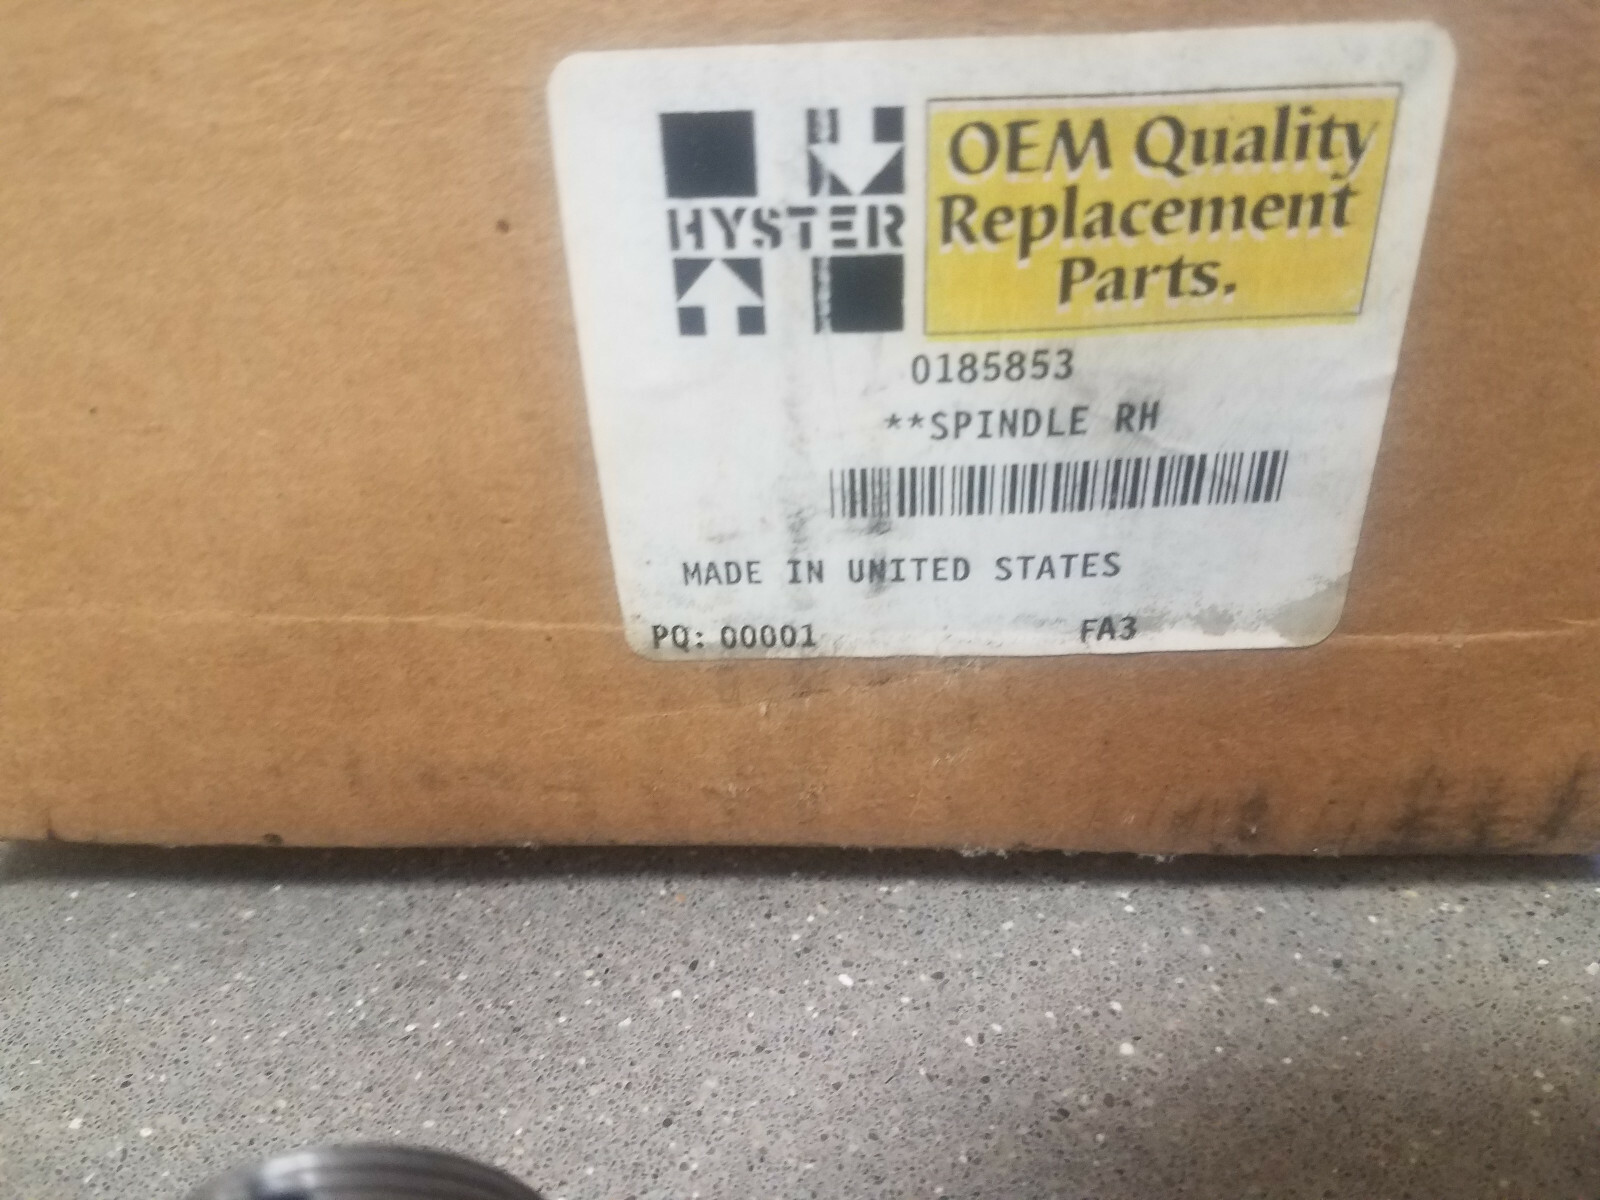 HYSTER
OEM Quality
Replacement
Parts.
0185853
**SPINDLE RH
MADE IN UNITED STATES
PQ: 00001 FA3